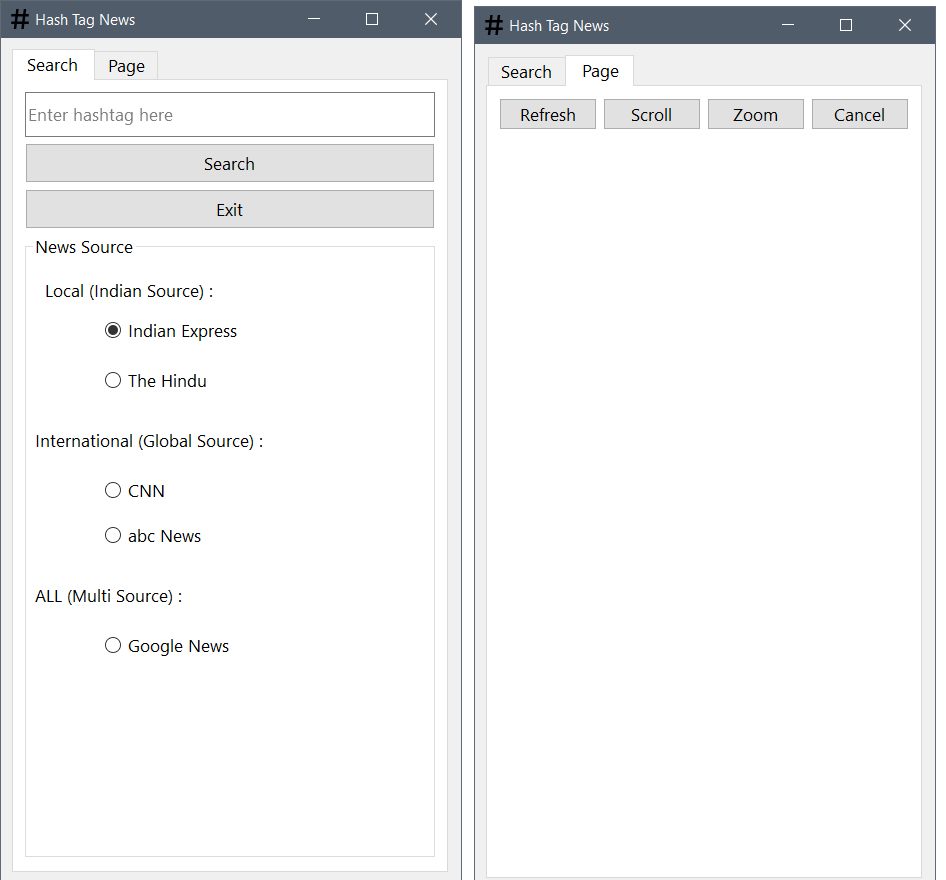 # Hash Tag News
Search Page
Enter hashtag here
Search
Exit
News Source
Local (Indian Source) :
Indian Express
The Hindu
International (Global Source) :
CNN
abc News
ALL (Multi Source) :
Google News
# Hash Tag News
Search Page
Refresh Scroll Zoom Cancel